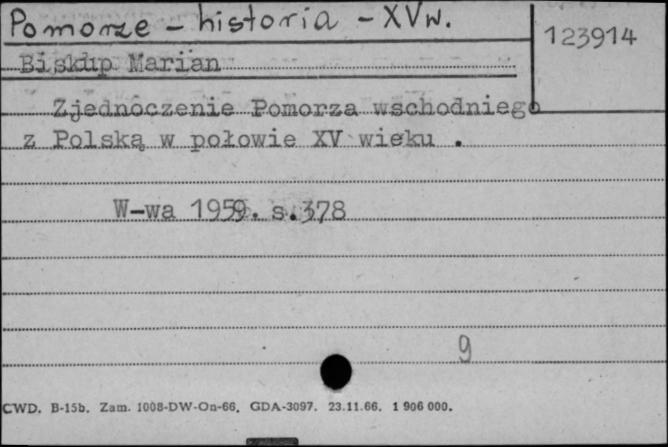 Pomorze - historia - XV w.
123914
Biskup Marian
Zjednoczenie Pomorza wschodniego
z Polską w połowie XV wieku .
W-wa 1959. s.378
9
CWD. B-15b. Zam. 1008-DW-On-66. GDA-3097. 23.11.66. 1 906 000.